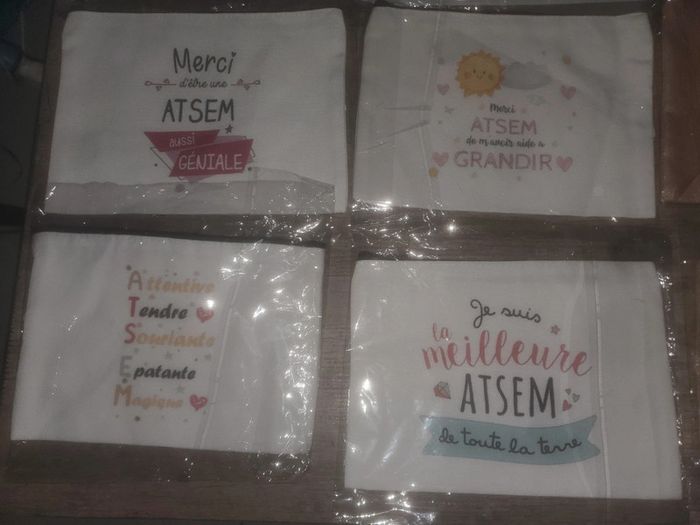 Merci
d'être une
ATSEM
aussi
GÉNIALE
Merci
ATSEM
de m'avoir aidé à
GRANDIR
Attentive
Tendre
Souriante
Epatante
Magique
Je suis
la
meilleure
ATSEM
de toute la terre